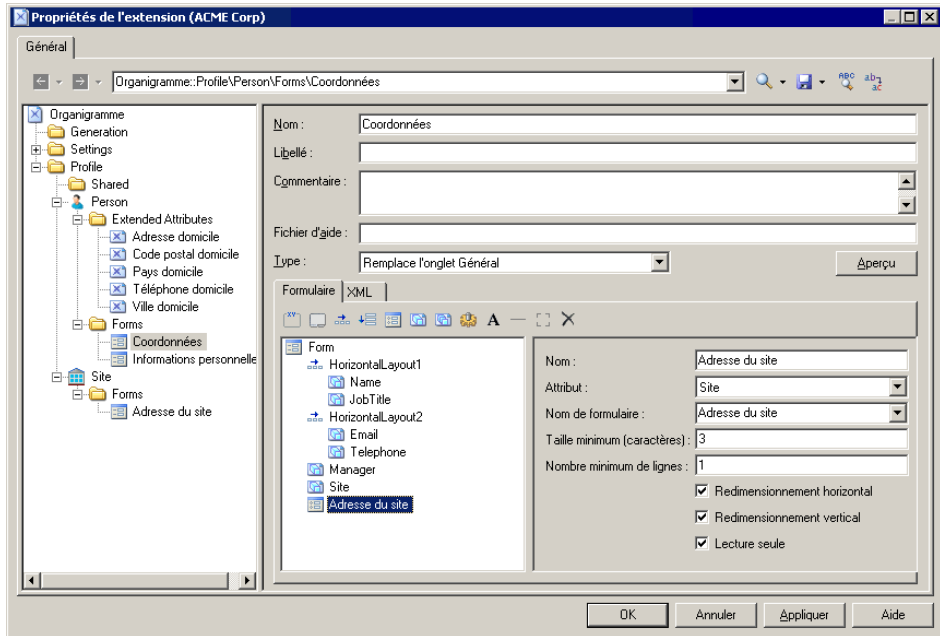 Propriétés de l'extension (ACME Corp)
Général
Organigramme::Profile\Person\Forms\Coordonnées
Organigramme
Generation
Settings
Profile
Shared
Person
Extended Attributes
Adresse domicile
Code postal domicile
Pays domicile
Téléphone domicile
Ville domicile
Forms
Coordonnées
Informations personnelle
Site
Forms
Adresse du site
Nom : Coordonnées
Libellé :
Commentaire :
Fichier d'aide :
Type : Remplace l'onglet Général Aperçu
Formulaire XML
Form
HorizontalLayout1
Name
JobTitle
HorizontalLayout2
Email
Telephone
Manager
Site
Adresse du site
Nom : Adresse du site
Attribut : Site
Nom de formulaire : Adresse du site
Taille minimum (caractères) : 3
Nombre minimum de lignes : 1
Redimensionnement horizontal
Redimensionnement vertical
Lecture seule
OK Annuler Appliquer Aide